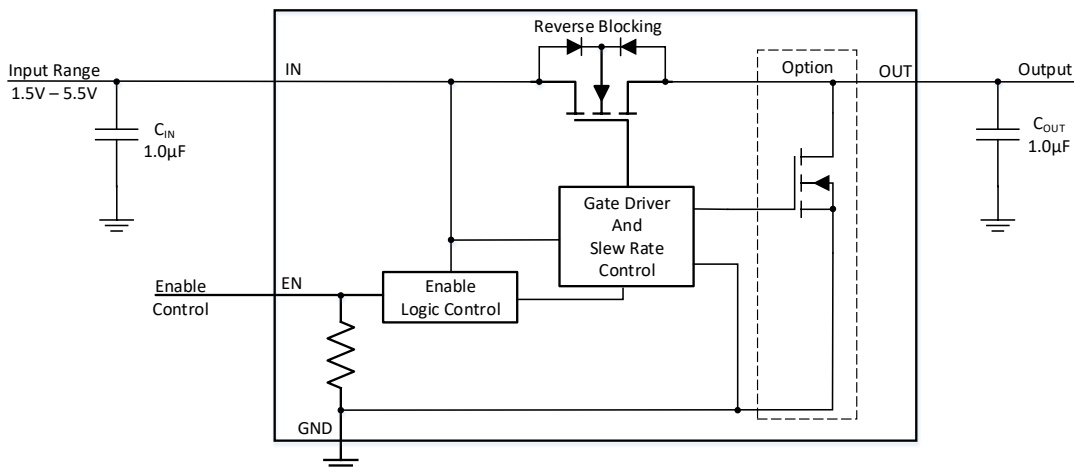 Reverse Blocking
Input Range
1.5V – 5.5V
IN
Option
OUT
Output
CIN
1.0µF
COUT
1.0µF
Gate Driver
And
Slew Rate
Control
Enable
Control
EN
Enable
Logic Control
GND